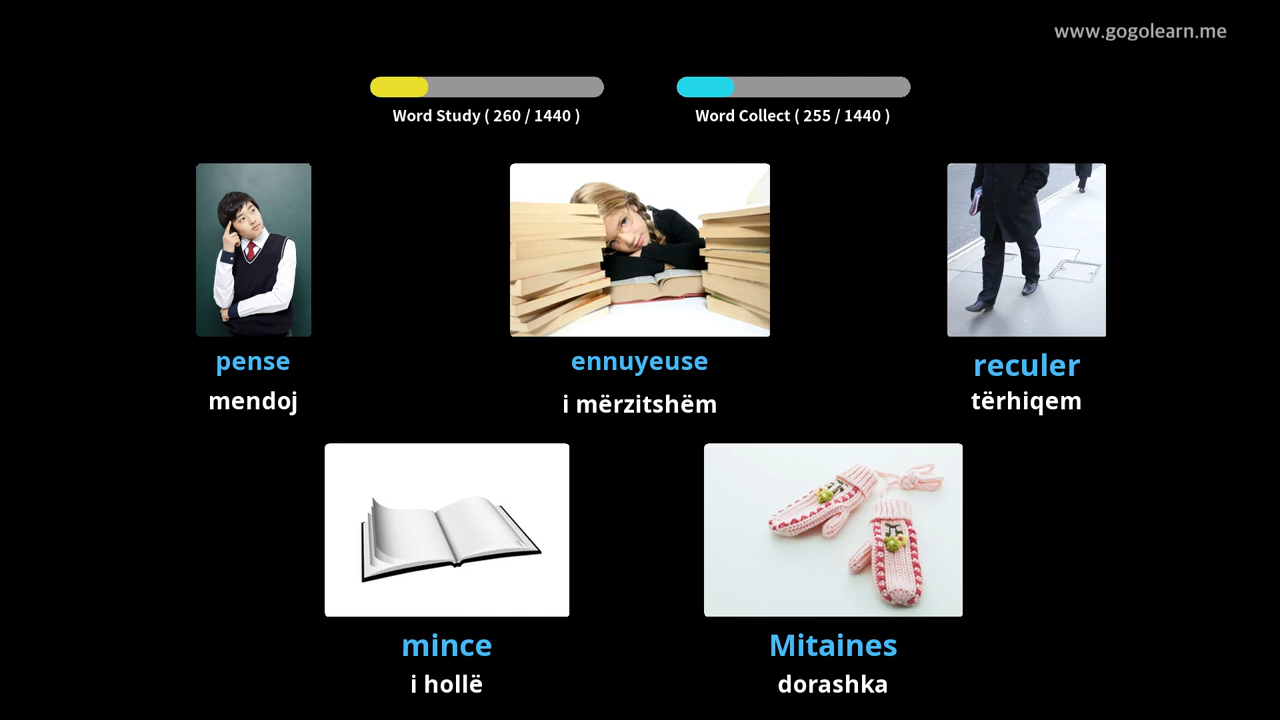 www.gogolearn.me
Word Study ( 260 / 1440 )
Word Collect ( 255 / 1440 )
pense
mendoj
ennuyeuse
i mërzitshëm
reculer
tërhiqem
mince
i hollë
Mitaines
dorashka